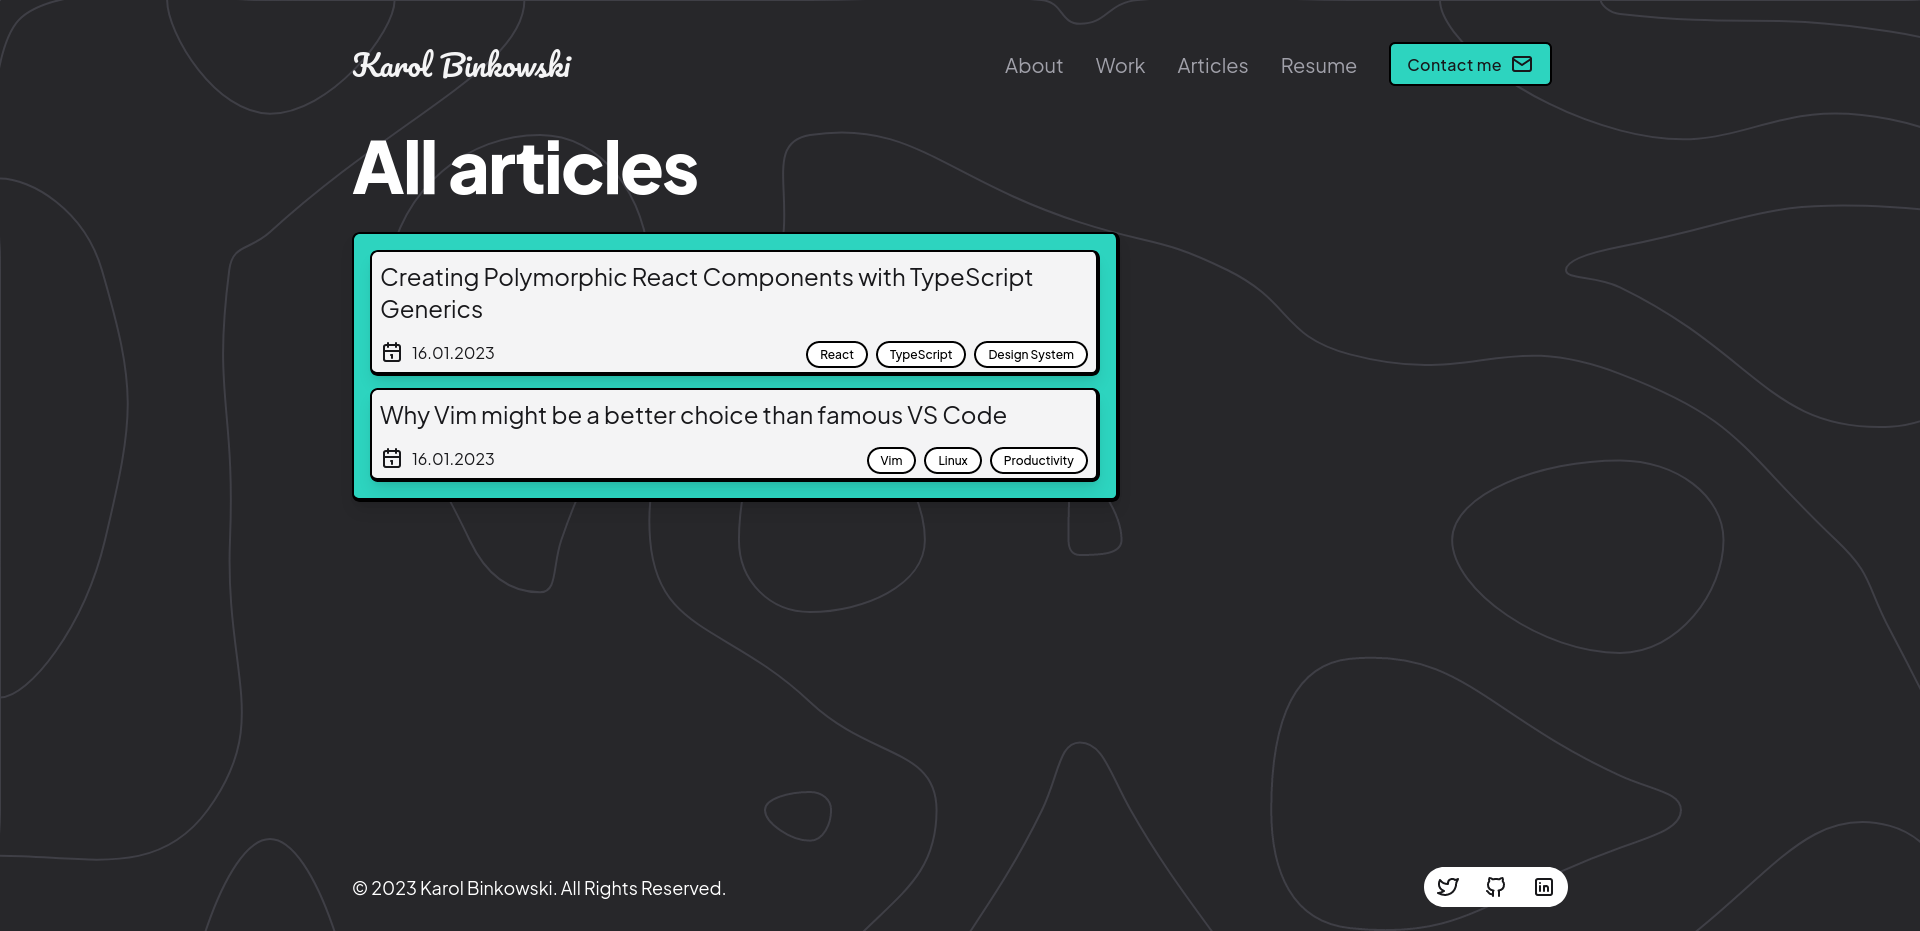 Karol Binkowski
About Work Articles Resume Contact me
All articles
Creating Polymorphic React Components with TypeScript
Generics
16.01.2023 React TypeScript Design System
Why Vim might be a better choice than famous VS Code
16.01.2023 Vim Linux Productivity
© 2023 Karol Binkowski. All Rights Reserved.